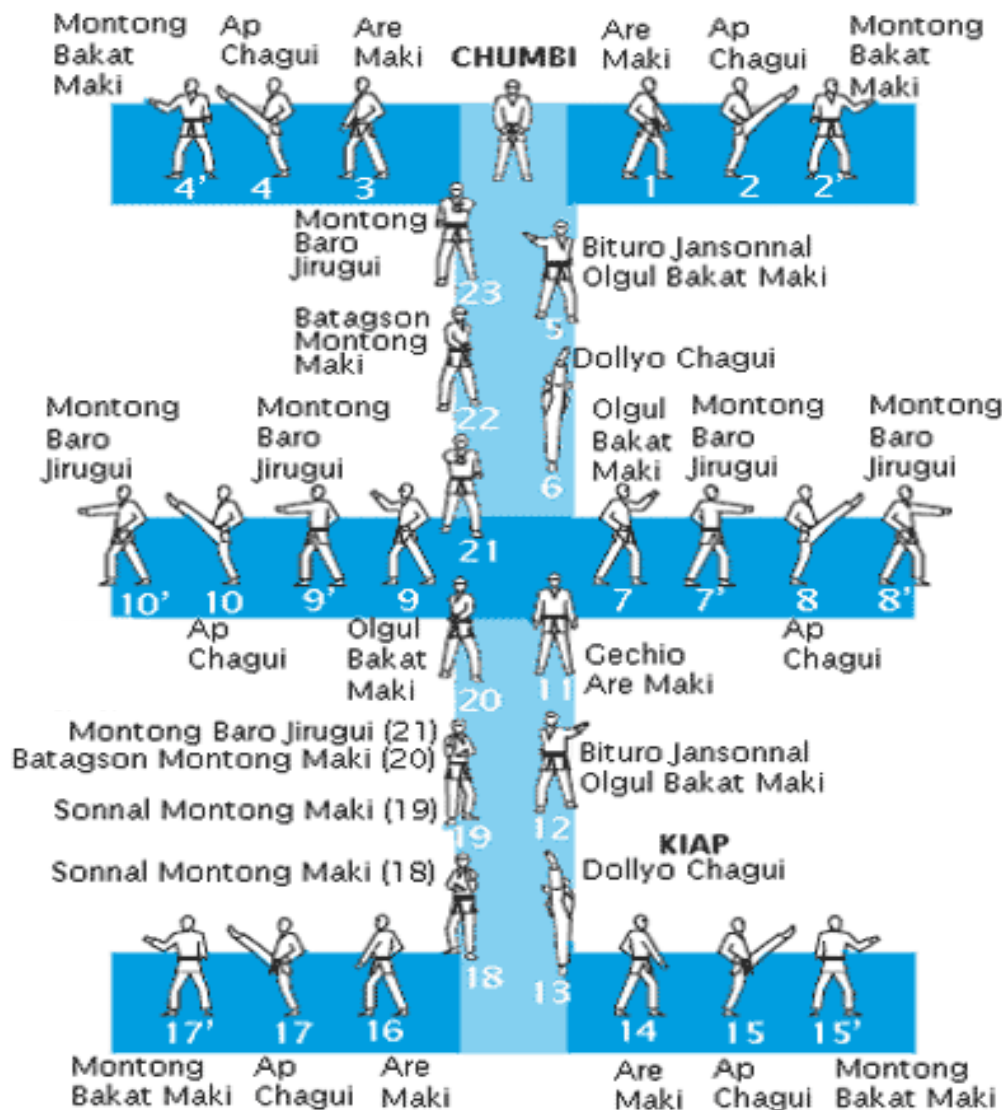 Montong
Bakat
Maki
Ap
Chagui
Are
Maki
CHUMBI
Are
Maki
Ap
Chagui
Montong
Bakat
Maki
4'
4
3
1
2
2'
Montong
Baro
Jirugui
23
Bituro Jansonnal
Olgul Bakat Maki
5
Batagson
Montong
Maki
22
Dollyo Chagui
6
Montong
Baro
Jirugui
Montong
Baro
Jirugui
21
Olgul
Bakat
Maki
Montong
Baro
Jirugui
Montong
Baro
Jirugui
10'
10
9'
9
7
7'
8
8'
Ap
Chagui
Olgul
Bakat
Maki
20
11
Gechio
Are Maki
Ap
Chagui
Montong Baro Jirugui (21)
Batagson Montong Maki (20)
Sonnal Montong Maki (19)
19
Bituro Jansonnal
Olgul Bakat Maki
12
KIAP
Dollyo Chagui
Sonnal Montong Maki (18)
18
13
17'
17
16
14
15
15'
Montong
Bakat Maki
Ap
Chagui
Are
Maki
Are
Maki
Ap
Chagui
Montong
Bakat Maki